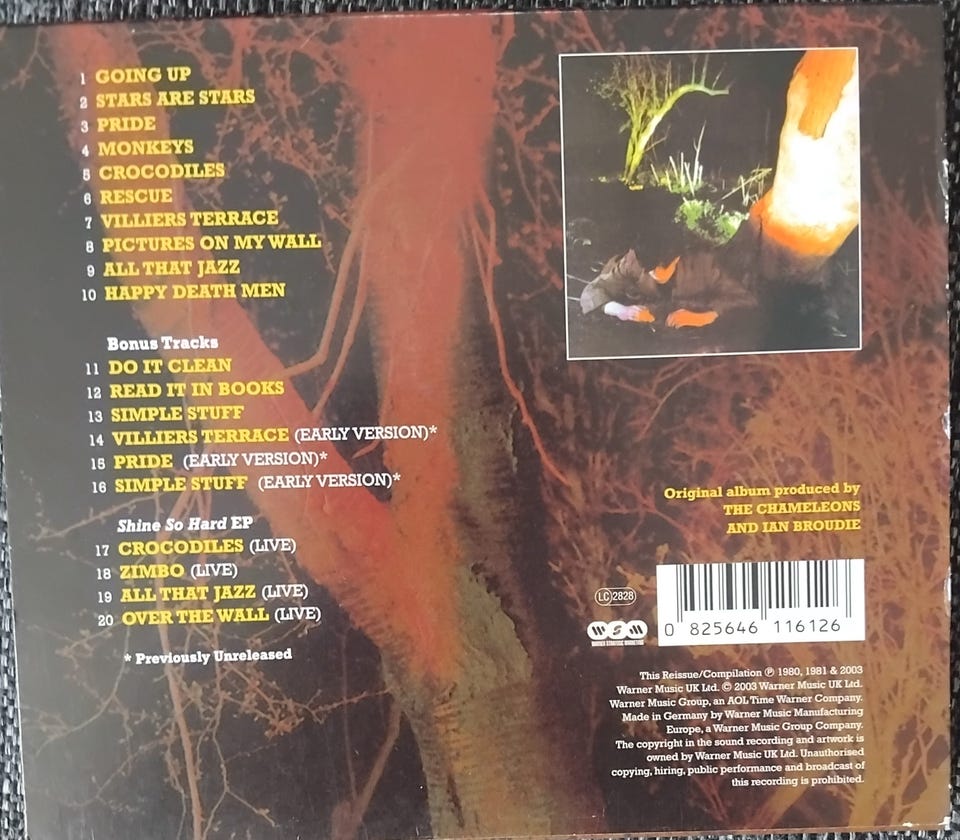 1 GOING UP
2 STARS ARE STARS
3 PRIDE
4 MONKEYS
5 CROCODILES
6 RESCUE
7 VILLIERS TERRACE
8 PICTURES ON MY WALL
9 ALL THAT JAZZ
10 HAPPY DEATH MEN
Bonus Tracks
11 DO IT CLEAN
12 READ IT IN BOOKS
13 SIMPLE STUFF
14 VILLIERS TERRACE (EARLY VERSION)*
15 PRIDE (EARLY VERSION)*
16 SIMPLE STUFF (EARLY VERSION)*
Shine So Hard EP
17 CROCODILES (LIVE)
18 ZIMBO (LIVE)
19 ALL THAT JAZZ (LIVE)
20 OVER THE WALL (LIVE)
* Previously Unreleased
Original album produced by
THE CHAMELEONS
AND IAN BROUDIE
LC 2828
WSM
WARNER STRATEGIC MARKETING
0 825646 116126
This Reissue/Compilation ℗ 1980, 1981 & 2003
Warner Music UK Ltd. © 2003 Warner Music UK Ltd.
Warner Music Group, an AOL Time Warner Company.
Made in Germany by Warner Music Manufacturing
Europe, a Warner Music Group Company.
The copyright in the sound recording and artwork is
owned by Warner Music UK Ltd. Unauthorised
copying, hiring, public performance and broadcast of
this recording is prohibited.